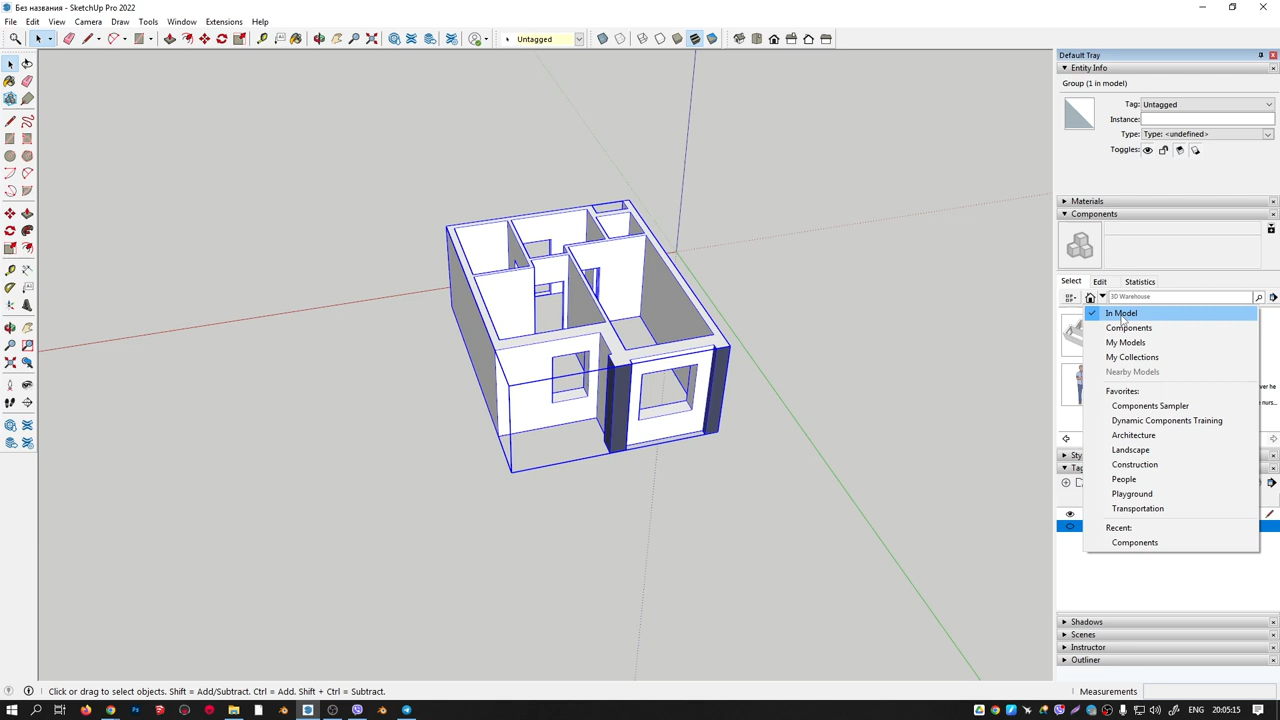 Без названия - SketchUp Pro 2022
File Edit View Camera Draw Tools Window Extensions Help
Untagged
Default Tray
Entity Info
Group (1 in model)
Tag: Untagged
Instance:
Type: Type: <undefined>
Toggles:
Materials
Components
Select Edit Statistics
3D Warehouse
In Model
Components
My Models
My Collections
Nearby Models
Favorites:
Components Sampler
Dynamic Components Training
Architecture
Landscape
Construction
People
Playground
Transportation
Recent:
Components
Shadows
Scenes
Instructor
Outliner
Click or drag to select objects. Shift = Add/Subtract. Ctrl = Add. Shift + Ctrl = Subtract.
Measurements
ENG 20:05:15